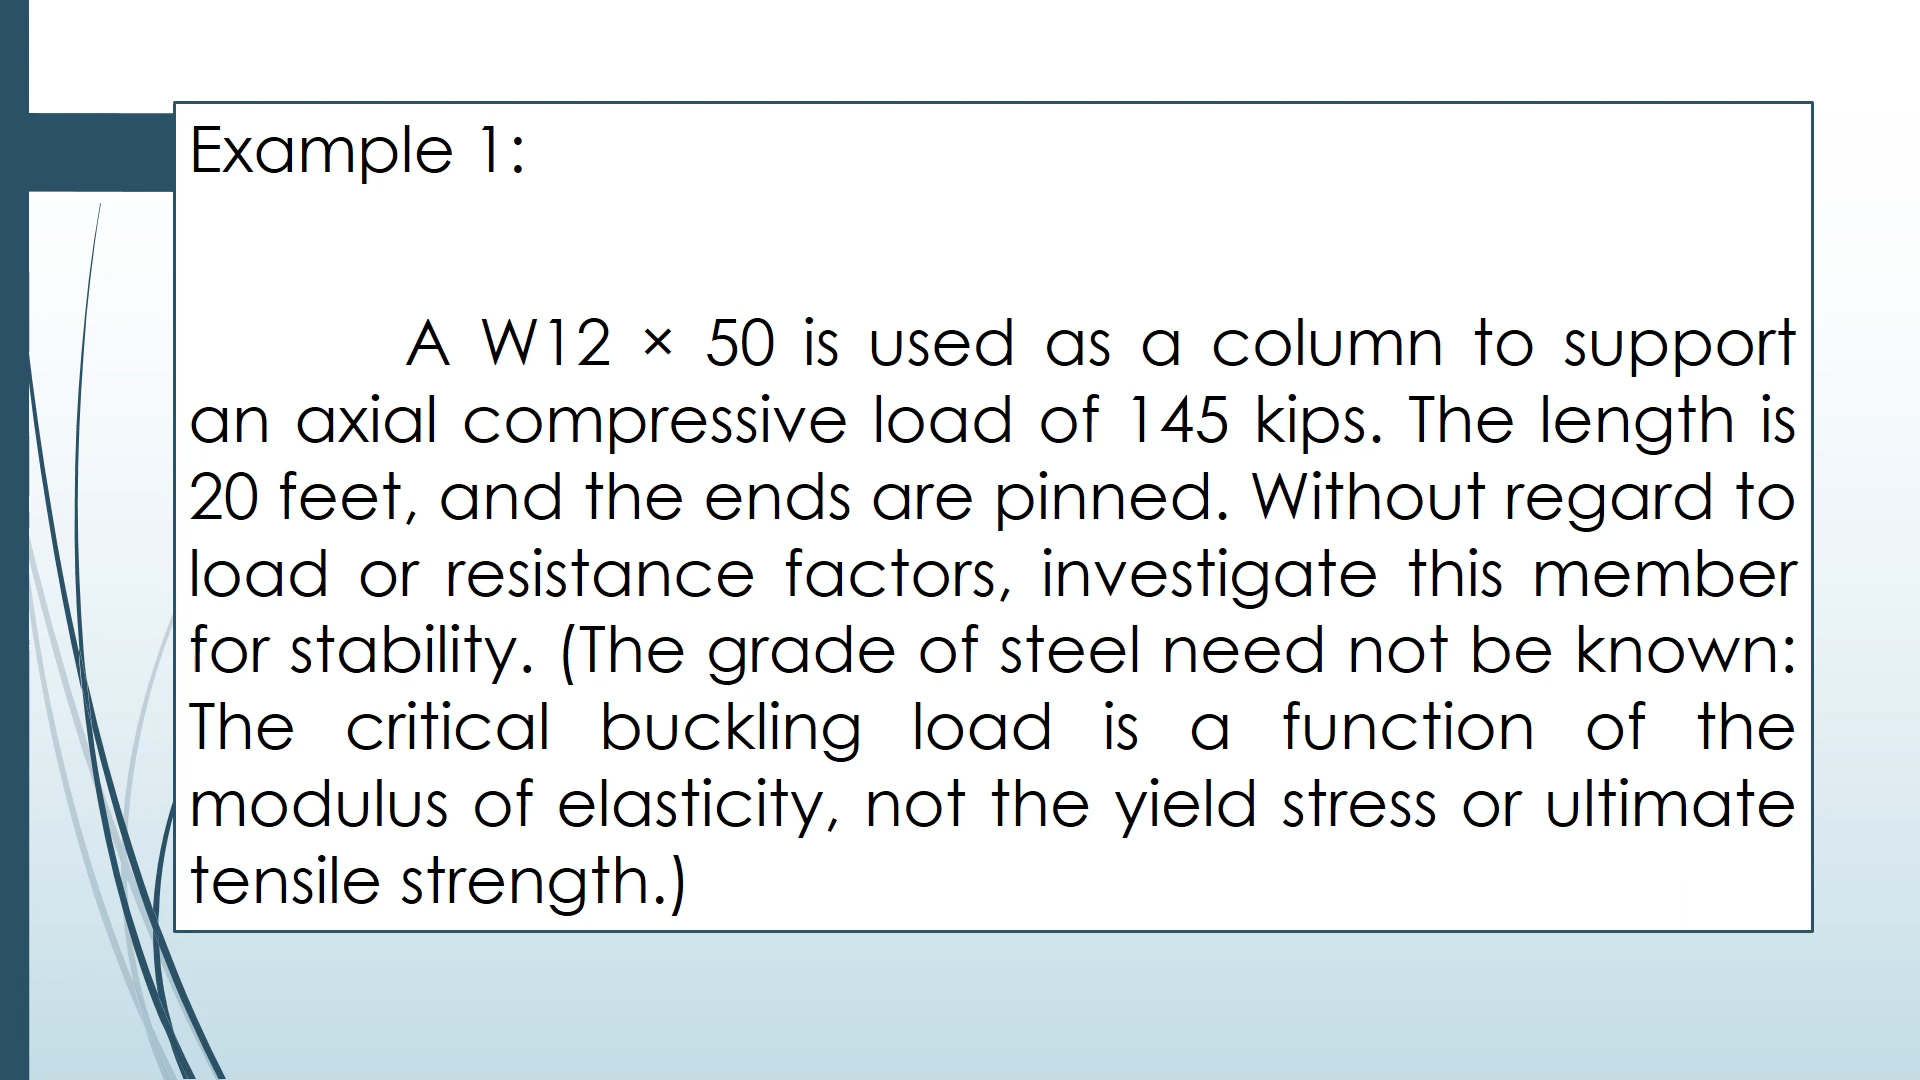 Example 1:
A W12 × 50 is used as a column to support
an axial compressive load of 145 kips. The length is
20 feet, and the ends are pinned. Without regard to
load or resistance factors, investigate this member
for stability. (The grade of steel need not be known:
The critical buckling load is a function of the
modulus of elasticity, not the yield stress or ultimate
tensile strength.)